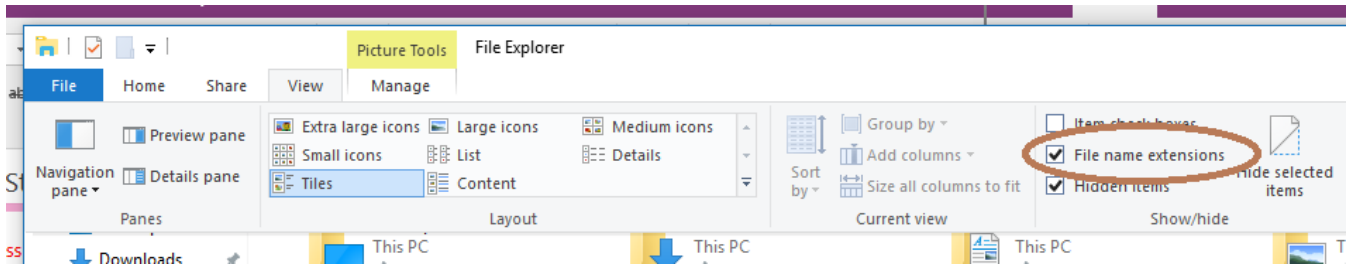 Picture Tools File Explorer
File Home Share View Manage
Preview pane
Navigation pane
Details pane
Panes
Extra large icons Large icons Medium icons
Small icons List Details
Tiles Content
Layout
Sort by
Group by
Add columns
Size all columns to fit
Current view
Item check boxes
File name extensions
Hidden items
Hide selected items
Show/hide
Downloads
This PC This PC This PC